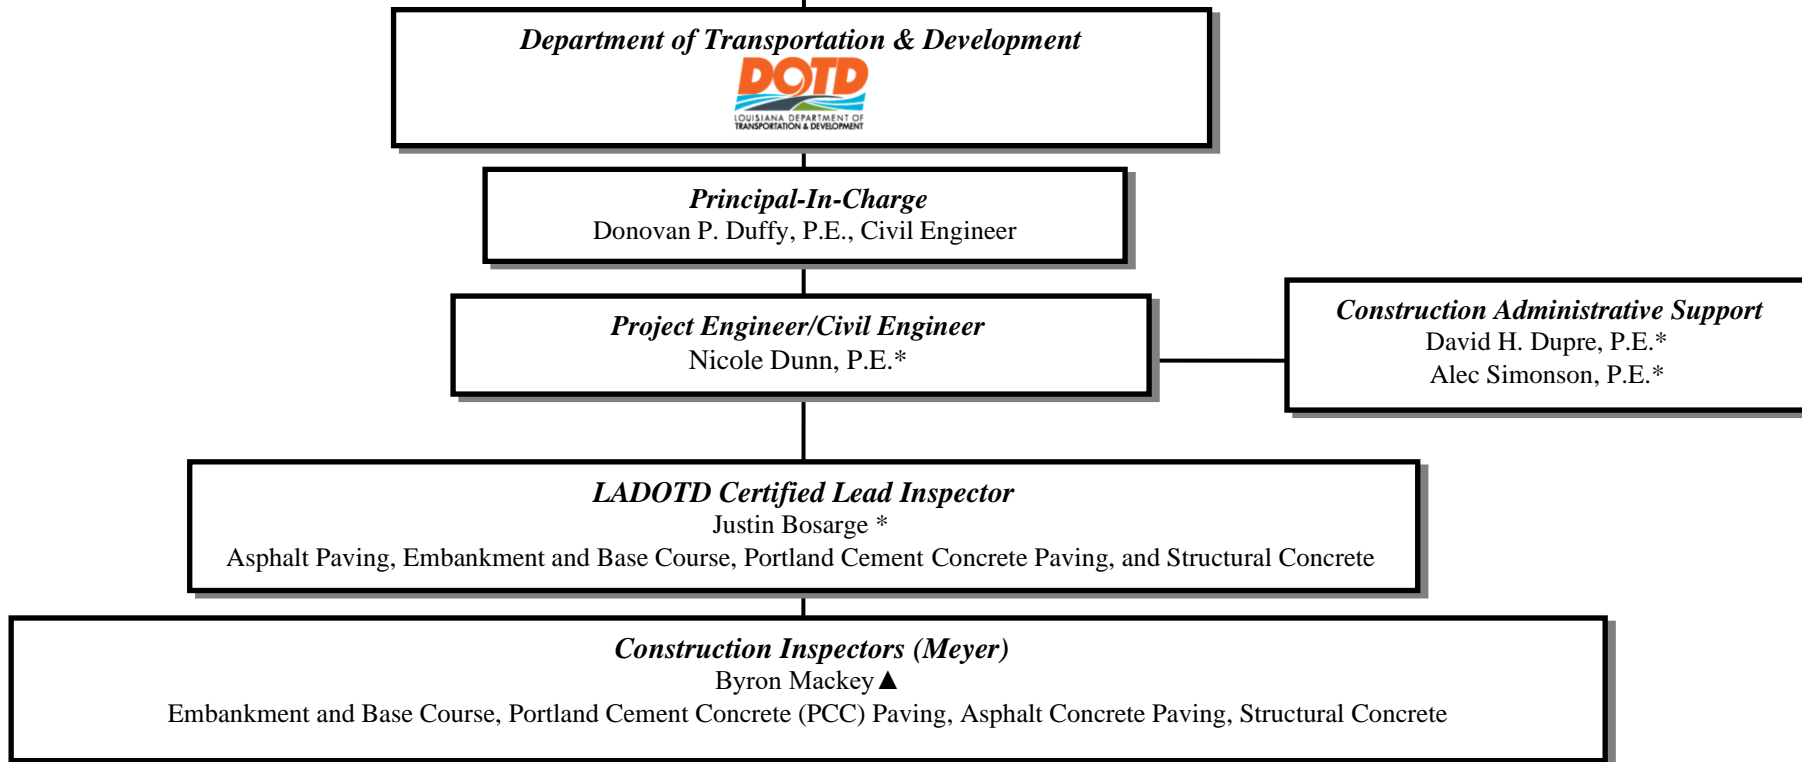 Department of Transportation & Development
DOTD
LOUISIANA DEPARTMENT OF
TRANSPORTATION & DEVELOPMENT
Principal-In-Charge
Donovan P. Duffy, P.E., Civil Engineer
Project Engineer/Civil Engineer
Nicole Dunn, P.E.*
Construction Administrative Support
David H. Dupre, P.E.*
Alec Simonson, P.E.*
LADOTD Certified Lead Inspector
Justin Bosarge *
Asphalt Paving, Embankment and Base Course, Portland Cement Concrete Paving, and Structural Concrete
Construction Inspectors (Meyer)
Byron Mackey▲
Embankment and Base Course, Portland Cement Concrete (PCC) Paving, Asphalt Concrete Paving, Structural Concrete